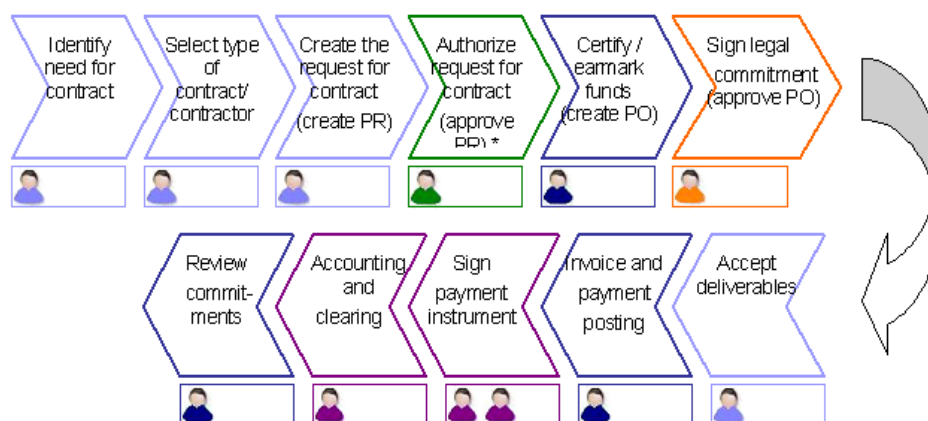 Identify
need for
contract
Select type
of
contract/
contractor
Create the
request for
contract
(create PR)
Authorize
request for
contract
(approve
PR) *
Certify /
earmark
funds
(create PO)
Sign legal
commitment
(approve PO)
Review
commit-
ments
Accounting
and
clearing
Sign
payment
instrument
Invoice and
payment
posting
Accept
deliverables